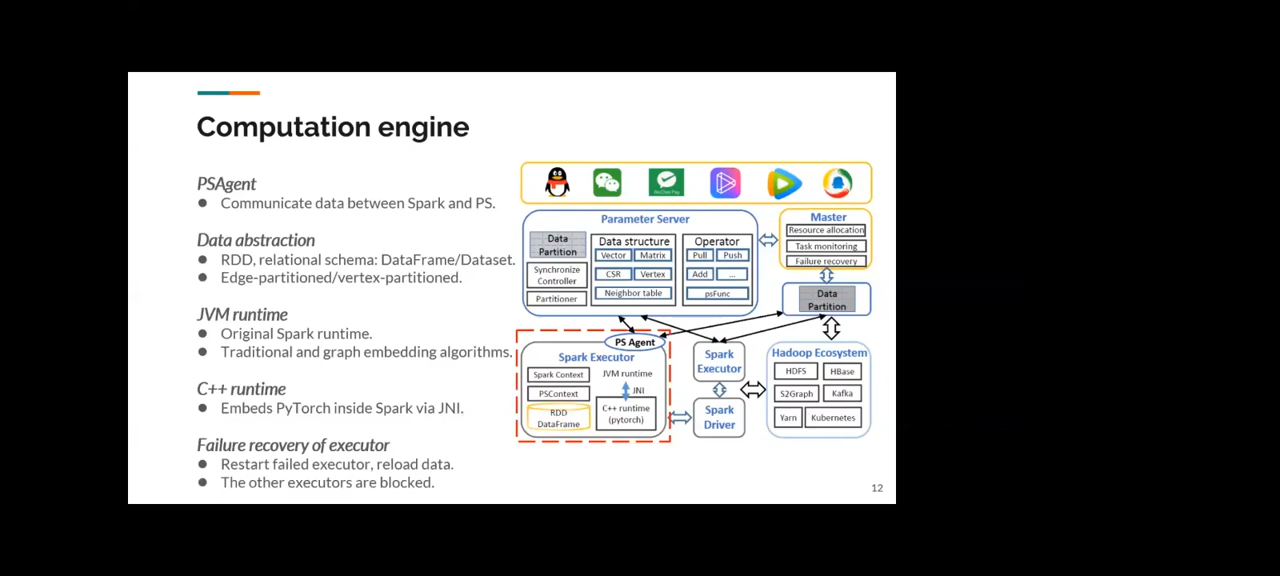 Computation engine
PSAgent
● Communicate data between Spark and PS.
Data abstraction
● RDD, relational schema: DataFrame/Dataset.
● Edge-partitioned/vertex-partitioned.
JVM runtime
● Original Spark runtime.
● Traditional and graph embedding algorithms.
C++ runtime
● Embeds PyTorch inside Spark via JNI.
Failure recovery of executor
● Restart failed executor, reload data.
● The other executors are blocked.
WeChat Pay
Parameter Server
Data
Partition
Synchronize
Controller
Partitioner
Data structure
Vector Matrix
CSR Vertex
Neighbor table
Operator
Pull Push
Add ...
psFunc
Master
Resource allocation
Task monitoring
Failure recovery
Data
Partition
PS Agent
Spark Executor
Spark Context
PSContext
RDD
DataFrame
JVM runtime
JNI
C++ runtime
(pytorch)
Spark
Executor
Spark
Driver
Hadoop Ecosystem
HDFS HBase
S2Graph Kafka
Yarn Kubernetes
12